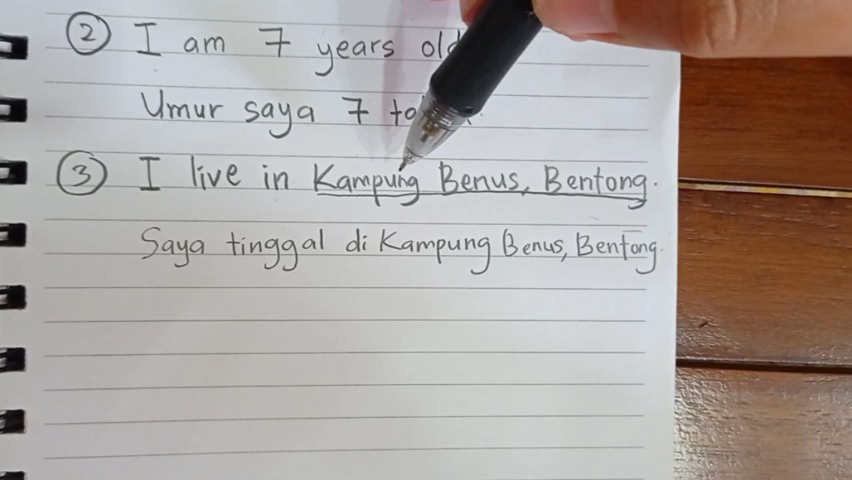 ② I am 7 years old
Umur saya 7
③ I live in Kampung Benus, Bentong.
Saya tinggal di Kampung Benus, Bentong.